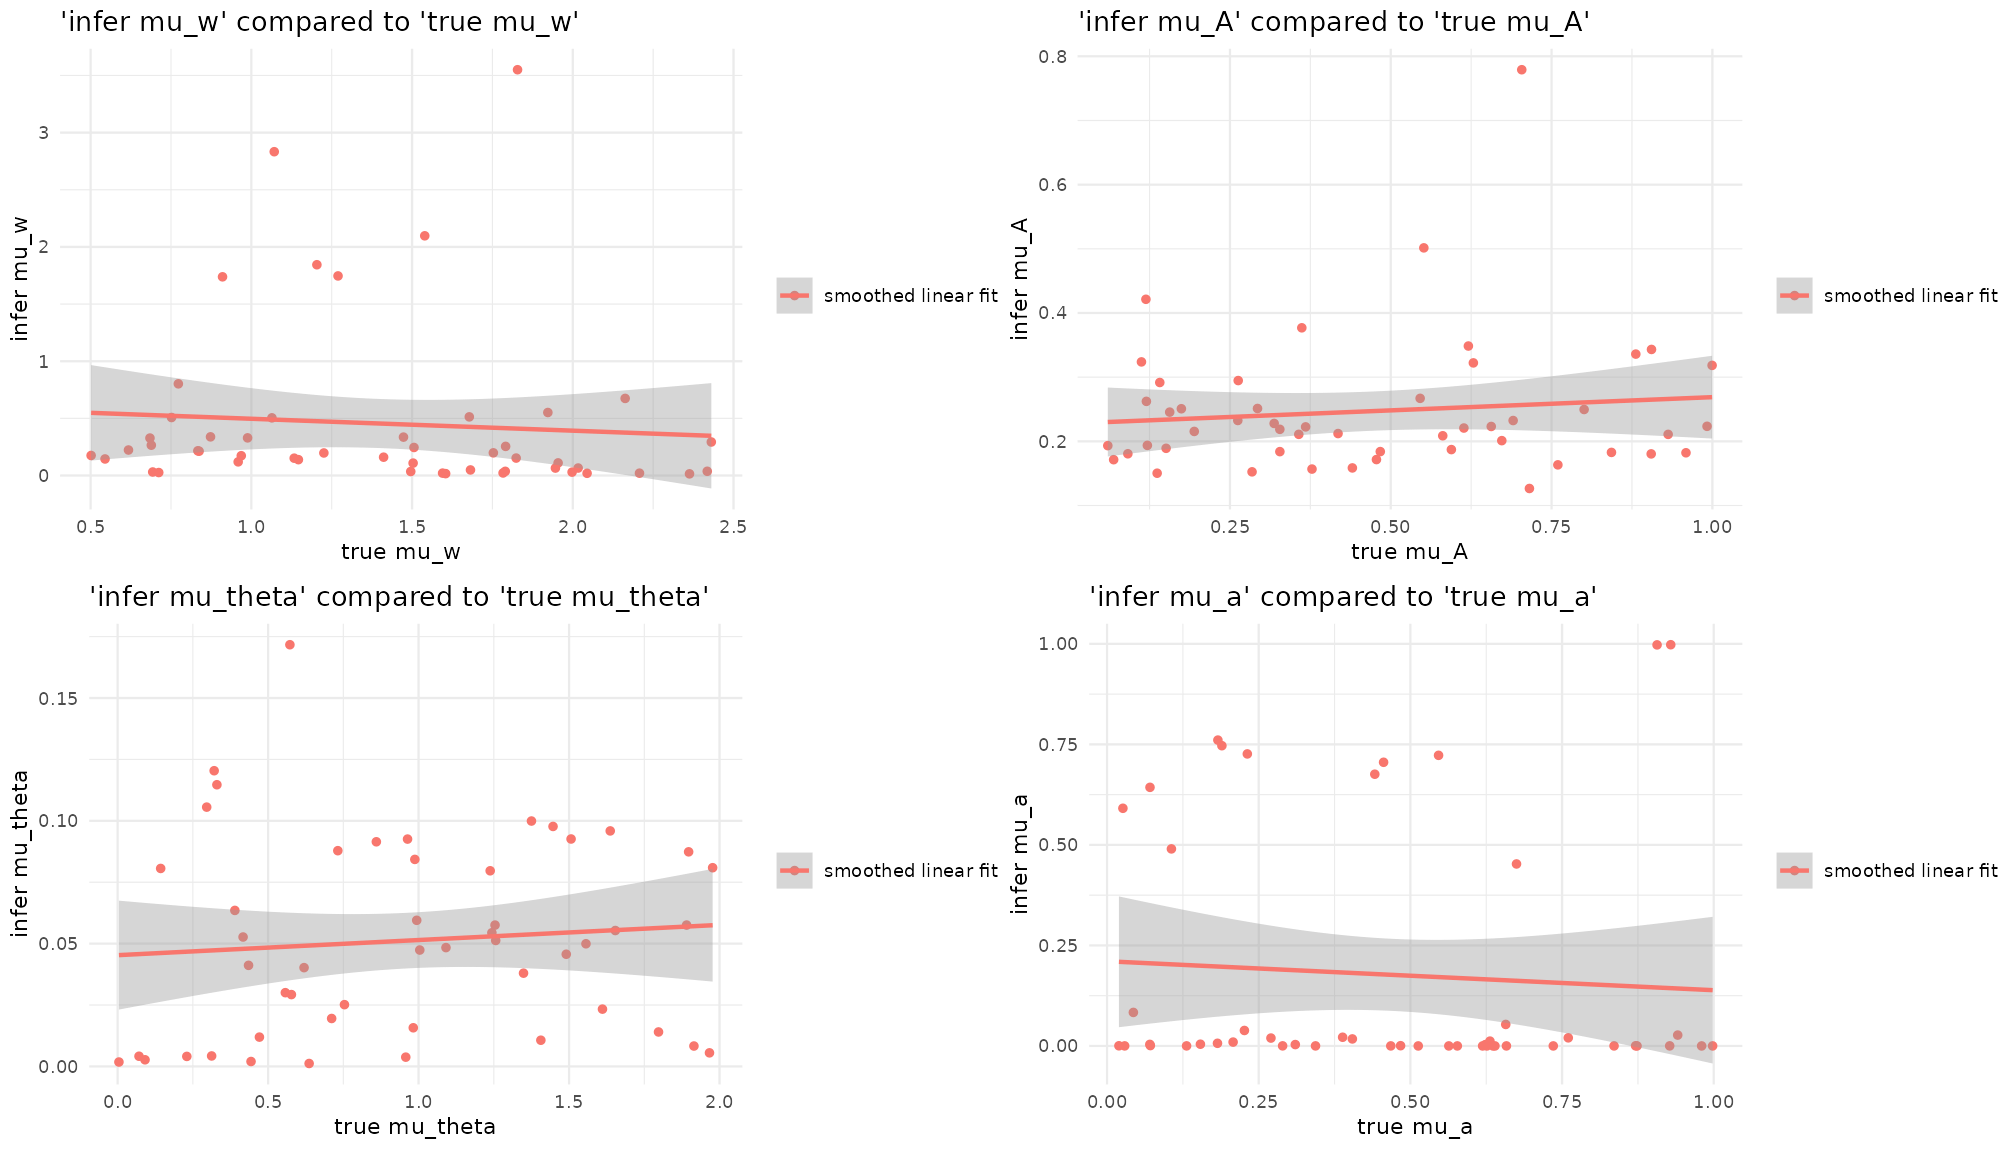 'infer mu_w' compared to 'true mu_w'
infer mu_w
3
2
1
0
0.5 1.0 1.5 2.0 2.5
true mu_w
smoothed linear fit
'infer mu_A' compared to 'true mu_A'
infer mu_A
0.8
0.6
0.4
0.2
0.25 0.50 0.75 1.00
true mu_A
smoothed linear fit
'infer mu_theta' compared to 'true mu_theta'
infer mu_theta
0.15
0.10
0.05
0.00
0.0 0.5 1.0 1.5 2.0
true mu_theta
smoothed linear fit
'infer mu_a' compared to 'true mu_a'
infer mu_a
1.00
0.75
0.50
0.25
0.00
0.00 0.25 0.50 0.75 1.00
true mu_a
smoothed linear fit